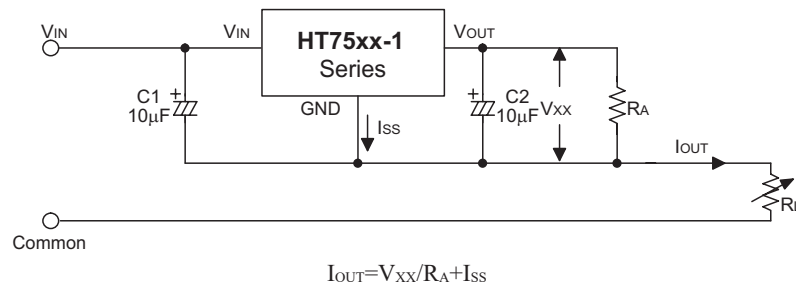 VIN
VIN
HT75xx-1
Series
VOUT
C1
10μF
GND
ISS
C2
10μF
VXX
RA
IOUT
Common
IOUT=VXX/RA+ISS